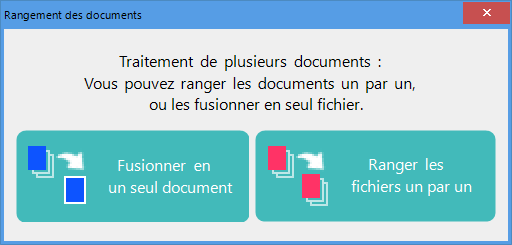 Rangement des documents
Traitement de plusieurs documents :
Vous pouvez ranger les documents un par un,
ou les fusionner en seul fichier.
Fusionner en
un seul document
Ranger les
fichiers un par un